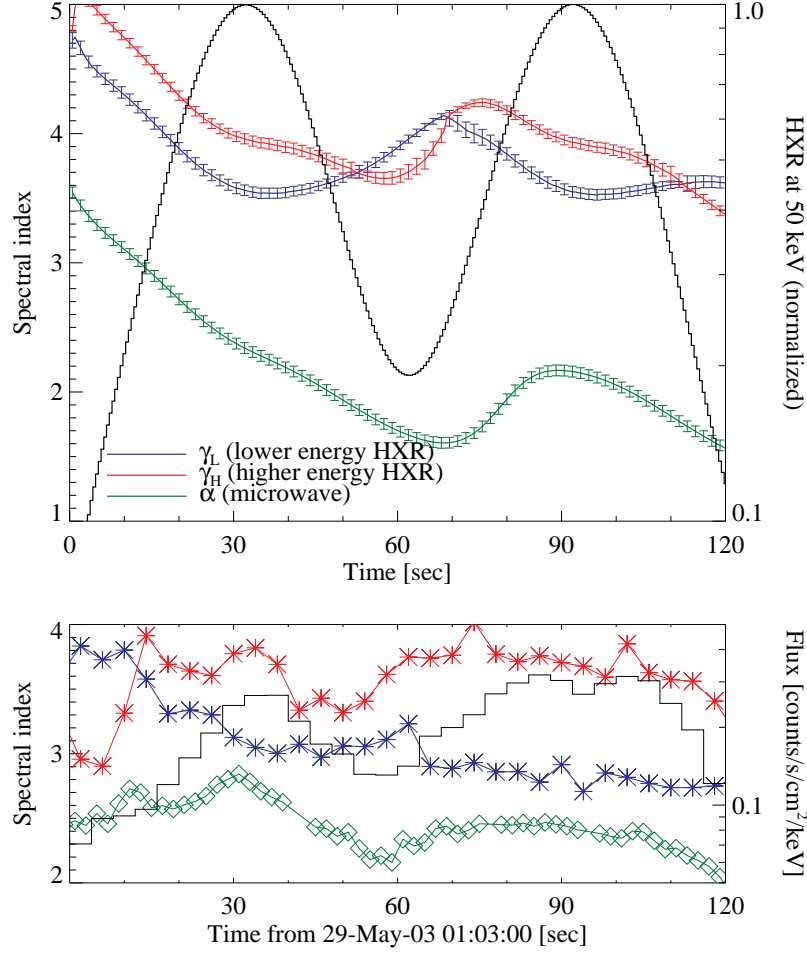 5
4
3
2
1
Spectral index
1.0
0.1
HXR at 50 keV (normalized)
γL (lower energy HXR)
γH (higher energy HXR)
α (microwave)
0 30 60 90 120
Time [sec]
4
3
2
Spectral index
0.1
Flux [counts/s/cm²/keV]
30 60 90 120
Time from 29-May-03 01:03:00 [sec]